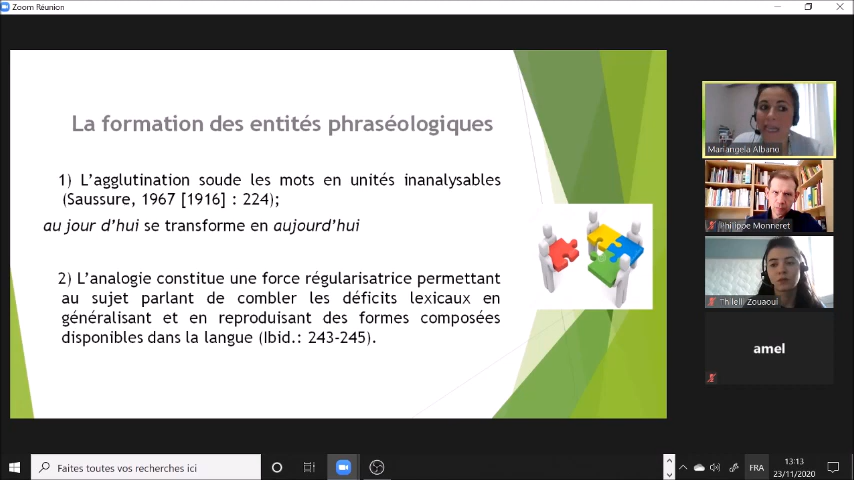 Zoom Réunion
La formation des entités phraséologiques
1) L'agglutination soude les mots en unités inanalysables
(Saussure, 1967 [1916] : 224);
au jour d'hui se transforme en aujourd'hui
2) L'analogie constitue une force régularisatrice permettant
au sujet parlant de combler les déficits lexicaux en
généralisant et en reproduisant des formes composées
disponibles dans la langue (Ibid.: 243-245).
Mariangela Albano
Philippe Monneret
Thilelli Zouaoui
amel
Faites toutes vos recherches ici
FRA
13:13
23/11/2020